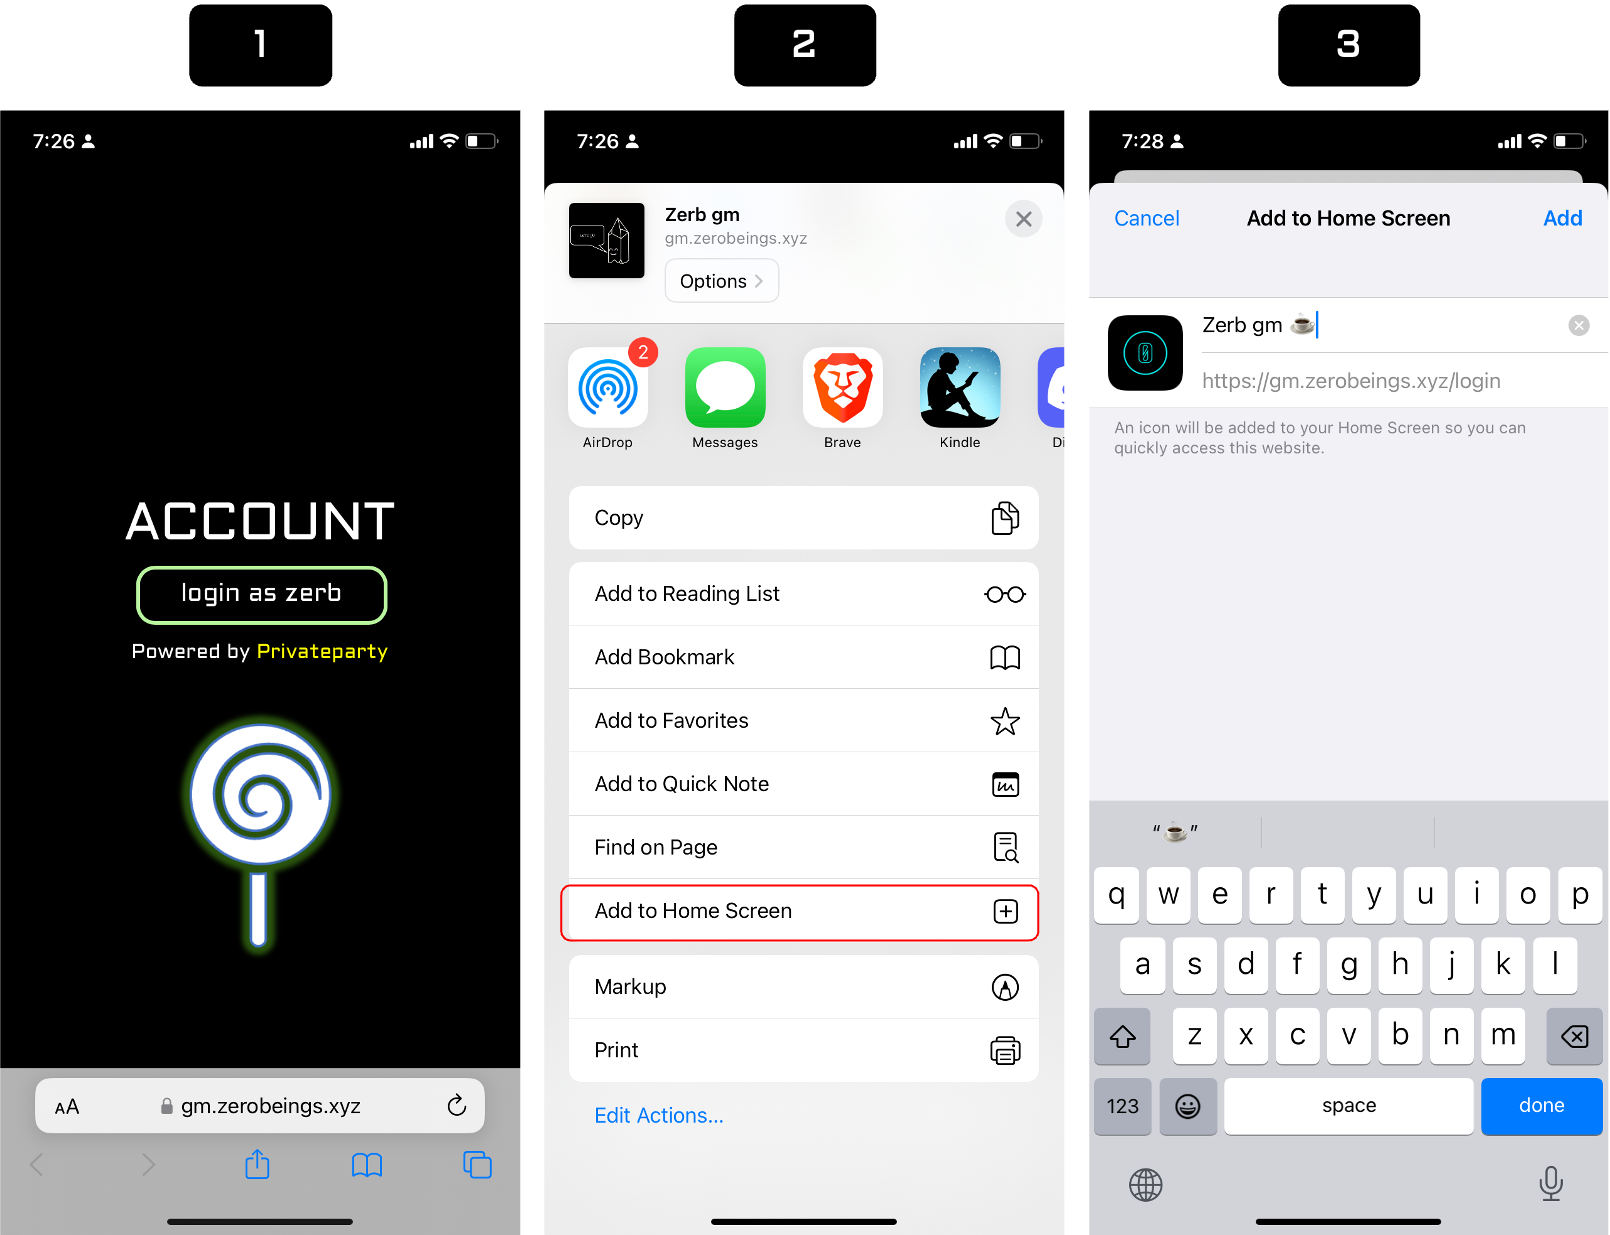 1
7:26
ACCOUNT
login as zerb
Powered by Privateparty
AA
gm.zerobeings.xyz
2
7:26
Zerb gm
gm.zerobeings.xyz
Options
2
AirDrop
Messages
Brave
Kindle
Di
Copy
Add to Reading List
Add Bookmark
Add to Favorites
Add to Quick Note
Find on Page
Add to Home Screen
Markup
Print
Edit Actions...
3
7:28
Cancel
Add to Home Screen
Add
Zerb gm ☕
https://gm.zerobeings.xyz/login
An icon will be added to your Home Screen so you can
quickly access this website.
“☕”
q w e r t y u i o p
a s d f g h j k l
z x c v b n m
123
space
done